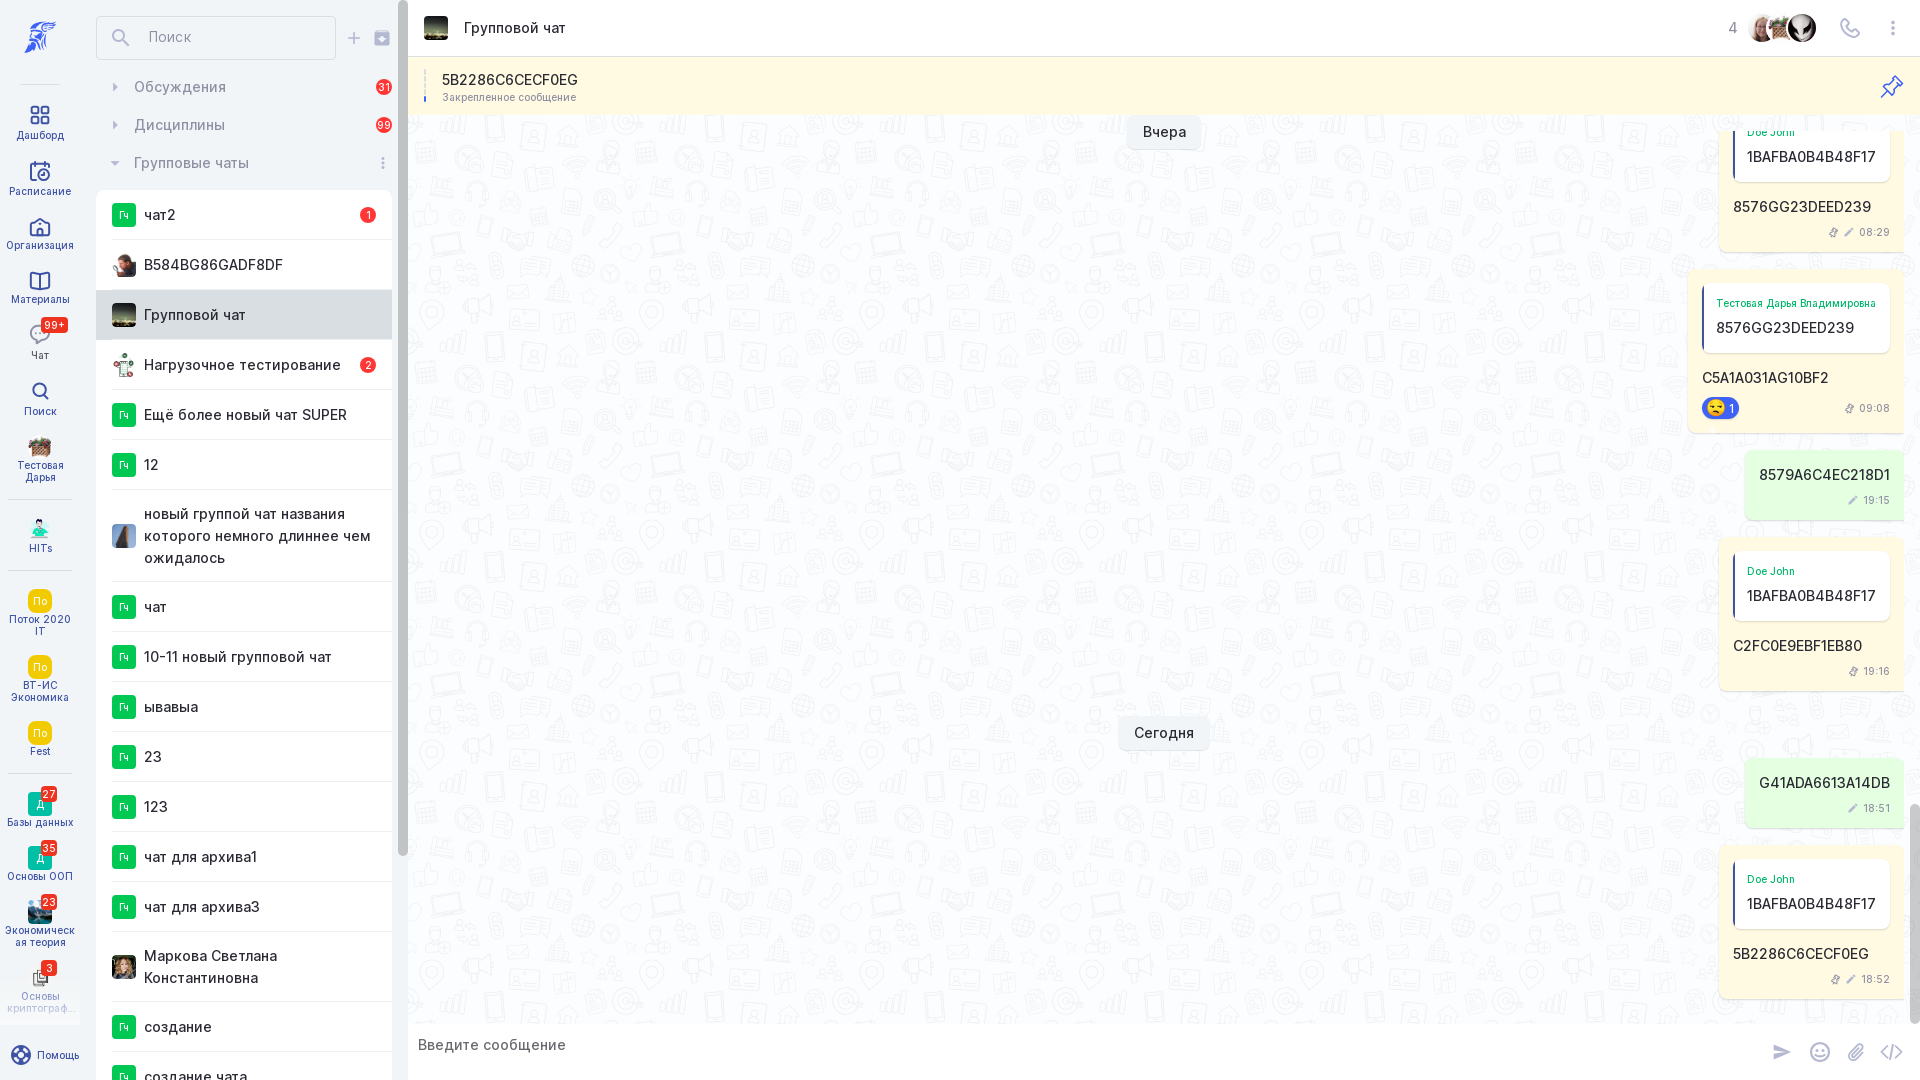 Дашборд
Расписание
Организация
Материалы
99+
Чат
Поиск
Тестовая
Дарья
HITs
По
Поток 2020
IT
По
ВТ-ИС
Экономика
По
Fest
27
Д
Базы данных
35
Д
Основы ООП
23
Экономическ
ая теория
3
Основы
криптограф...
Помощь
Поиск
Обсуждения 31
Дисциплины 99
Групповые чаты
Гч чат2 1
B584BG86GADF8DF
Групповой чат
Нагрузочное тестирование 2
Гч Ещё более новый чат SUPER
Гч 12
новый группой чат названия
которого немного длиннее чем
ожидалось
Гч чат
Гч 10-11 новый групповой чат
Гч ывавыа
Гч 23
Гч 123
Гч чат для архива1
Гч чат для архива3
Маркова Светлана
Константиновна
Гч создание
Гч создание чата
Групповой чат
4
5B2286C6CECF0EG
Закрепленное сообщение
Вчера
Doe John
1BAFBA0B4B48F17
8576GG23DEED239
08:29
Тестовая Дарья Владимировна
8576GG23DEED239
C5A1A031AG10BF2
1 09:08
8579A6C4EC218D1
19:15
Doe John
1BAFBA0B4B48F17
C2FC0E9EBF1EB80
19:16
Сегодня
G41ADA6613A14DB
18:51
Doe John
1BAFBA0B4B48F17
5B2286C6CECF0EG
18:52
Введите сообщение